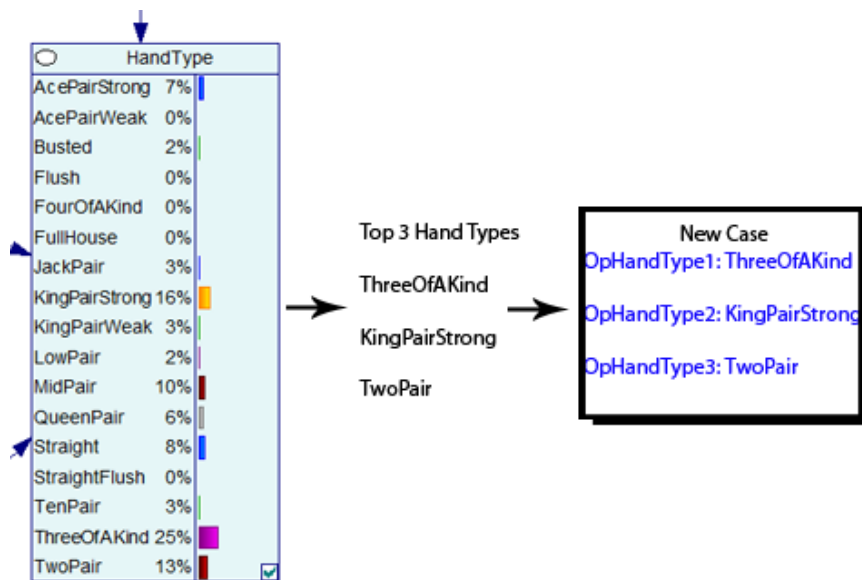 HandType
AcePairStrong 7%
AcePairWeak 0%
Busted 2%
Flush 0%
FourOfAKind 0%
FullHouse 0%
JackPair 3%
KingPairStrong 16%
KingPairWeak 3%
LowPair 2%
MidPair 10%
QueenPair 6%
Straight 8%
StraightFlush 0%
TenPair 3%
ThreeOfAKind 25%
TwoPair 13%
Top 3 Hand Types
ThreeOfAKind
KingPairStrong
TwoPair
New Case
OpHandType1: ThreeOfAKind
OpHandType2: KingPairStrong
OpHandType3: TwoPair